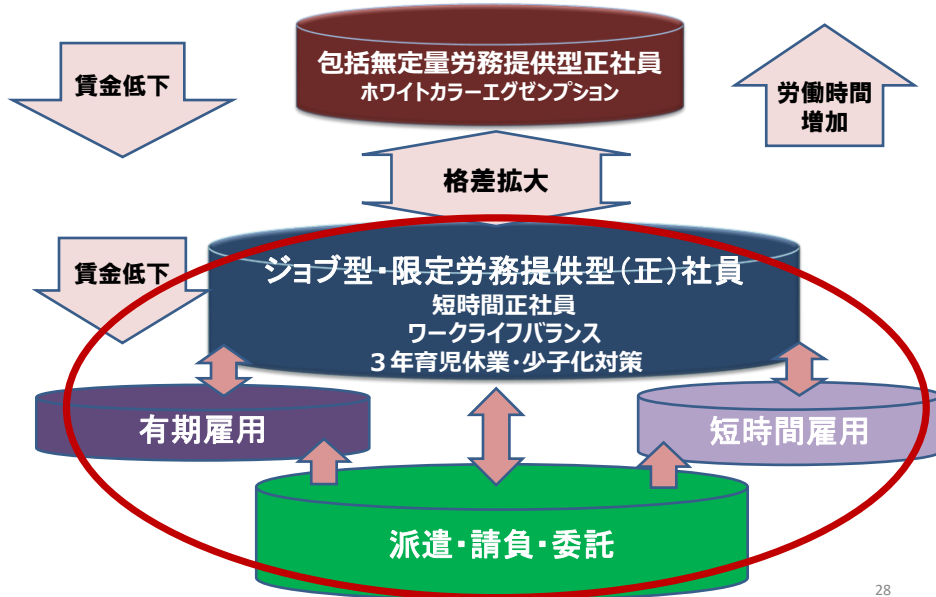 包括無定量労務提供型正社員
ホワイトカラーエグゼンプション
賃金低下
労働時間
増加
格差拡大
賃金低下
ジョブ型・限定労務提供型(正)社員
短時間正社員
ワークライフバランス
3年育児休業・少子化対策
有期雇用
短時間雇用
派遣・請負・委託
28